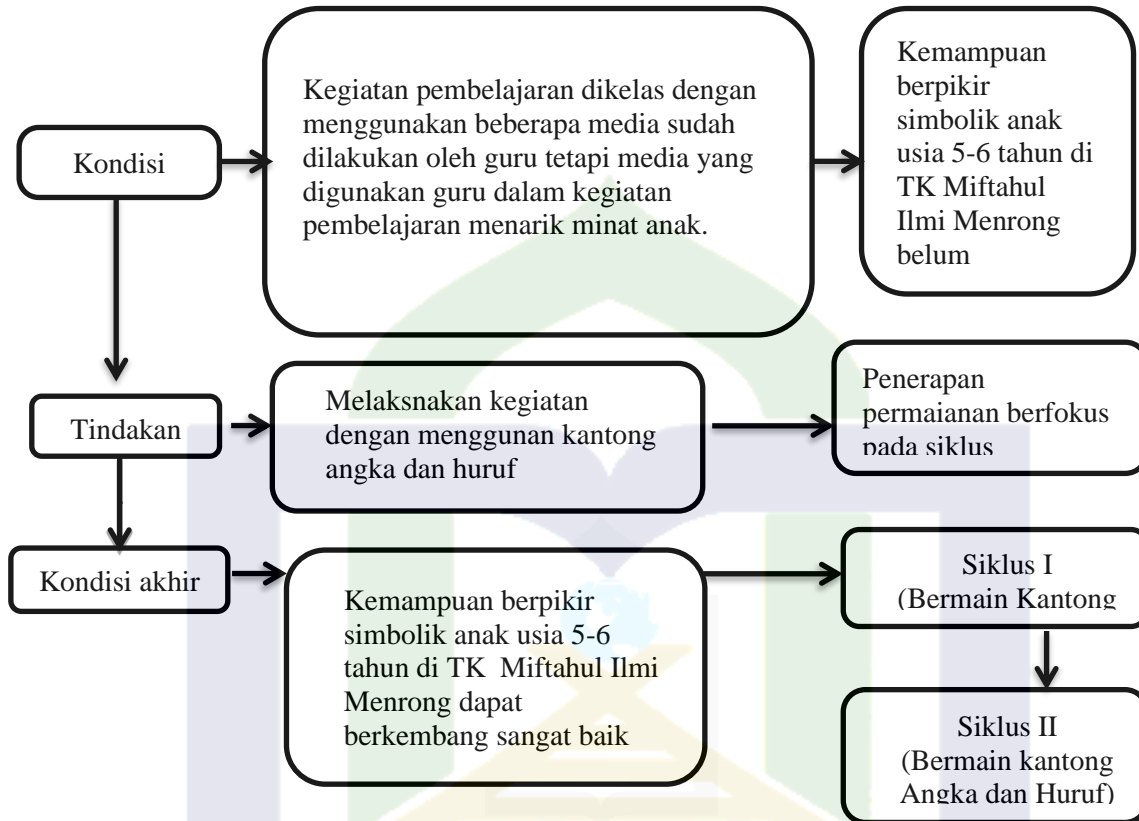 Kondisi
Kegiatan pembelajaran dikelas dengan
menggunakan beberapa media sudah
dilakukan oleh guru tetapi media yang
digunakan guru dalam kegiatan
pembelajaran menarik minat anak.
Kemampuan
berpikir
simbolik anak
usia 5-6 tahun di
TK Miftahul
Ilmi Menrong
belum
Tindakan
Melaksnakan kegiatan
dengan menggunan kantong
angka dan huruf
Penerapan
permaianan berfokus
pada siklus
Kondisi akhir
Kemampuan berpikir
simbolik anak usia 5-6
tahun di TK Miftahul Ilmi
Menrong dapat
berkembang sangat baik
Siklus I
(Bermain Kantong
Siklus II
(Bermain kantong
Angka dan Huruf)